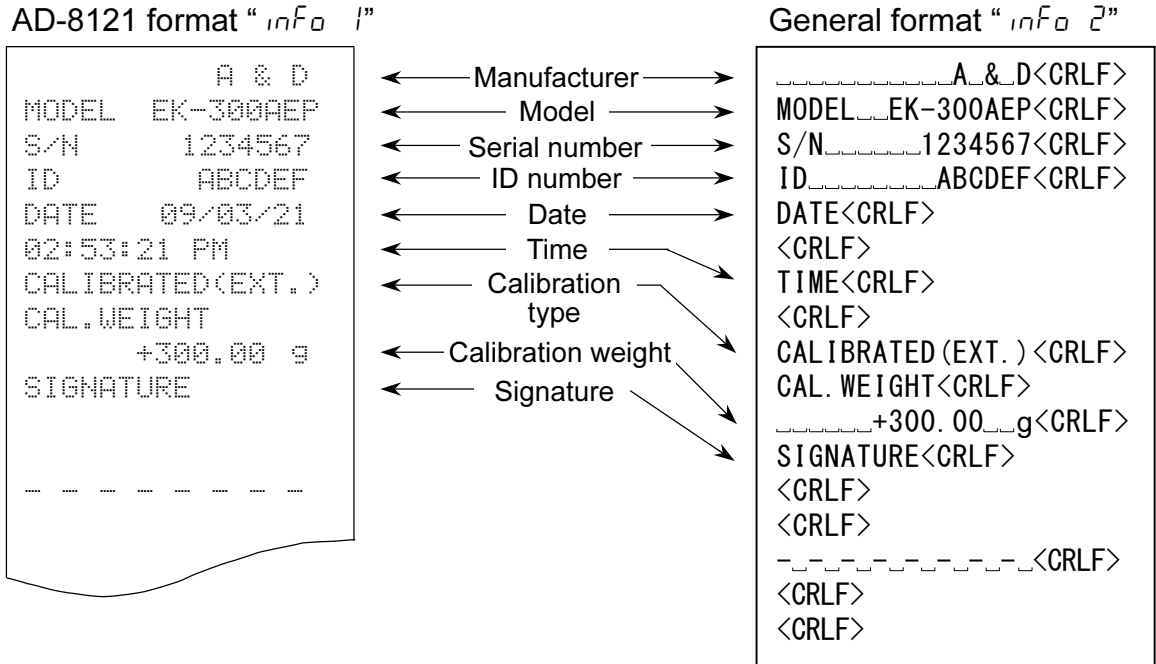 AD-8121 format “ inFo 1”
A & D
MODEL EK-300AEP
S/N 1234567
ID ABCDEF
DATE 09/03/21
02:53:21 PM
CALIBRATED(EXT.)
CAL.WEIGHT
+300.00 g
SIGNATURE
_ _ _ _ _ _ _ _
Manufacturer
Model
Serial number
ID number
Date
Time
Calibration
type
Calibration weight
Signature
General format “ inFo 2”
␣␣␣␣␣␣␣␣␣␣␣A␣&␣D<CRLF>
MODEL␣␣EK-300AEP<CRLF>
S/N␣␣␣␣␣␣1234567<CRLF>
ID␣␣␣␣␣␣␣␣ABCDEF<CRLF>
DATE<CRLF>
<CRLF>
TIME<CRLF>
<CRLF>
CALIBRATED(EXT.)<CRLF>
CAL.WEIGHT<CRLF>
␣␣␣␣␣␣+300.00␣␣g<CRLF>
SIGNATURE<CRLF>
<CRLF>
<CRLF>
-␣-␣-␣-␣-␣-␣-␣-␣<CRLF>
<CRLF>
<CRLF>